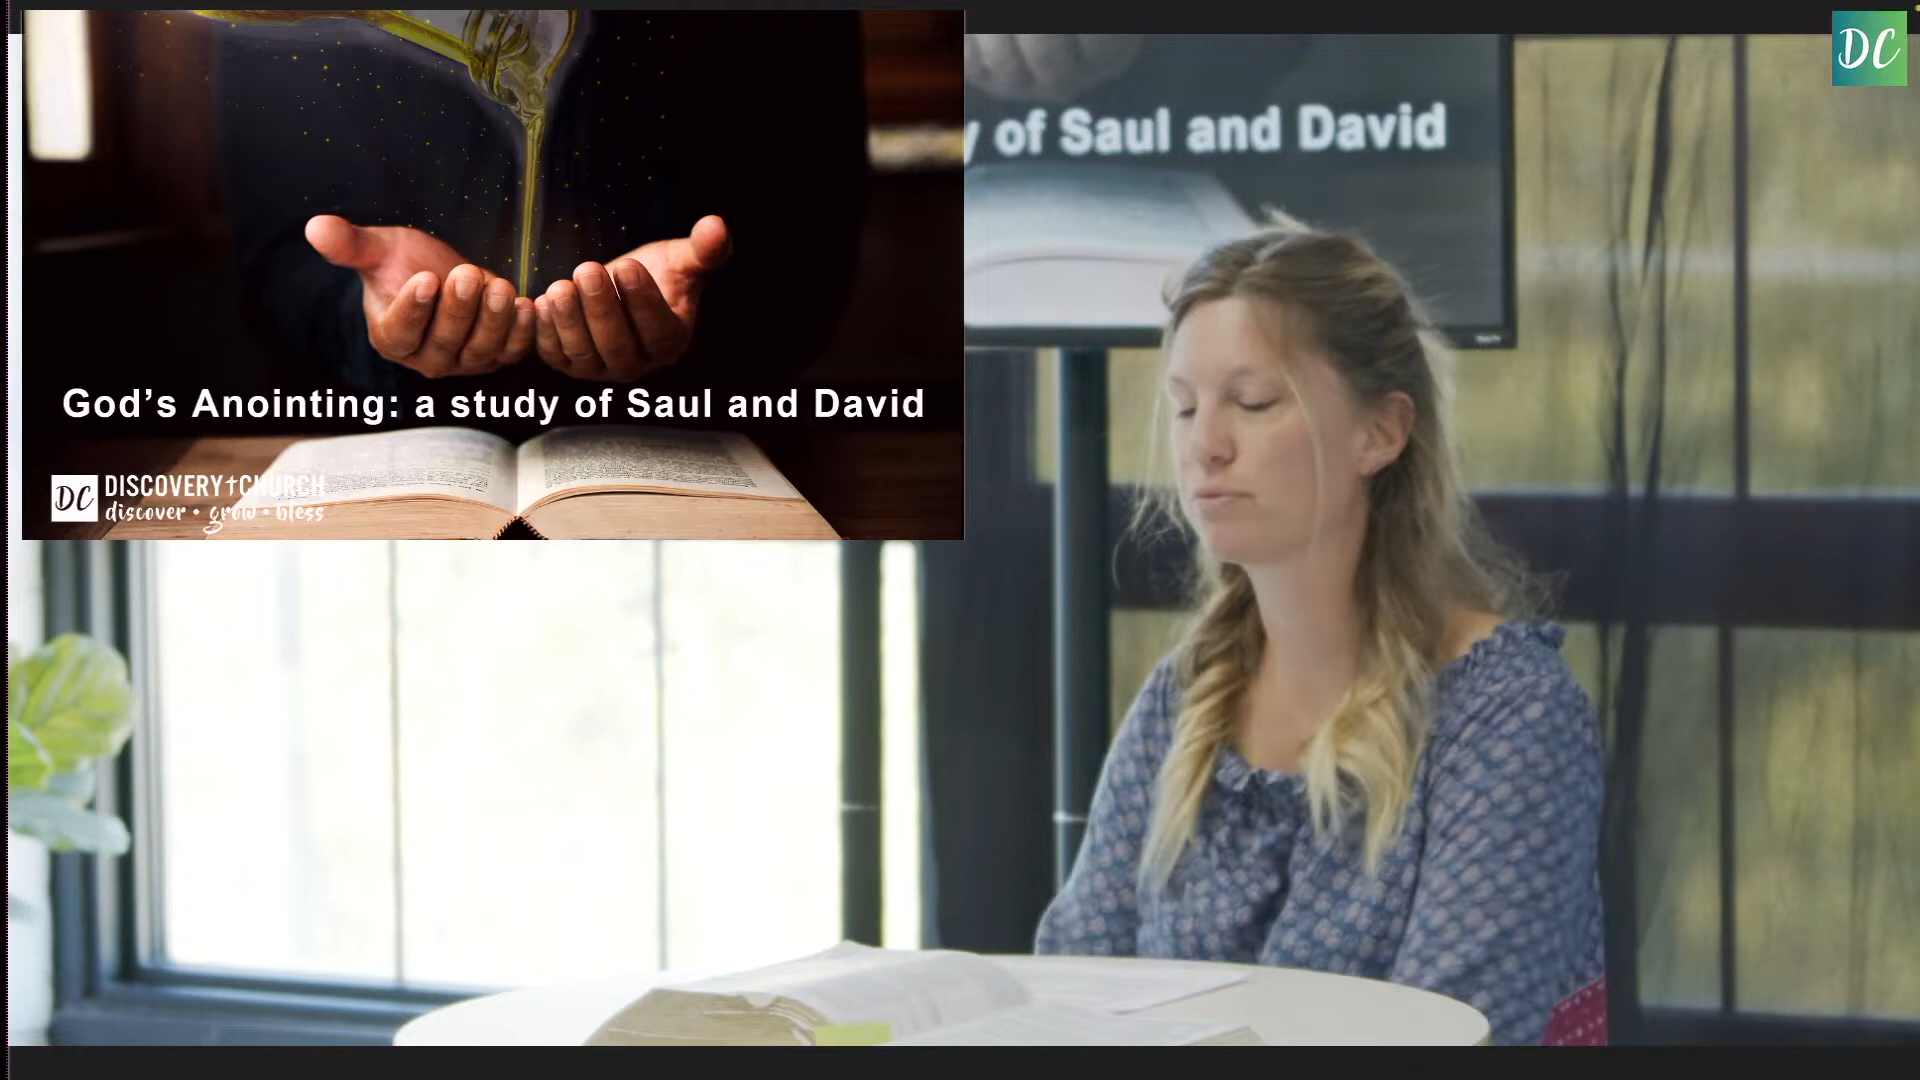 God’s Anointing: a study of Saul and David
DC
DISCOVERY+CHURCH
discover • grow • bless
of Saul and David
DC